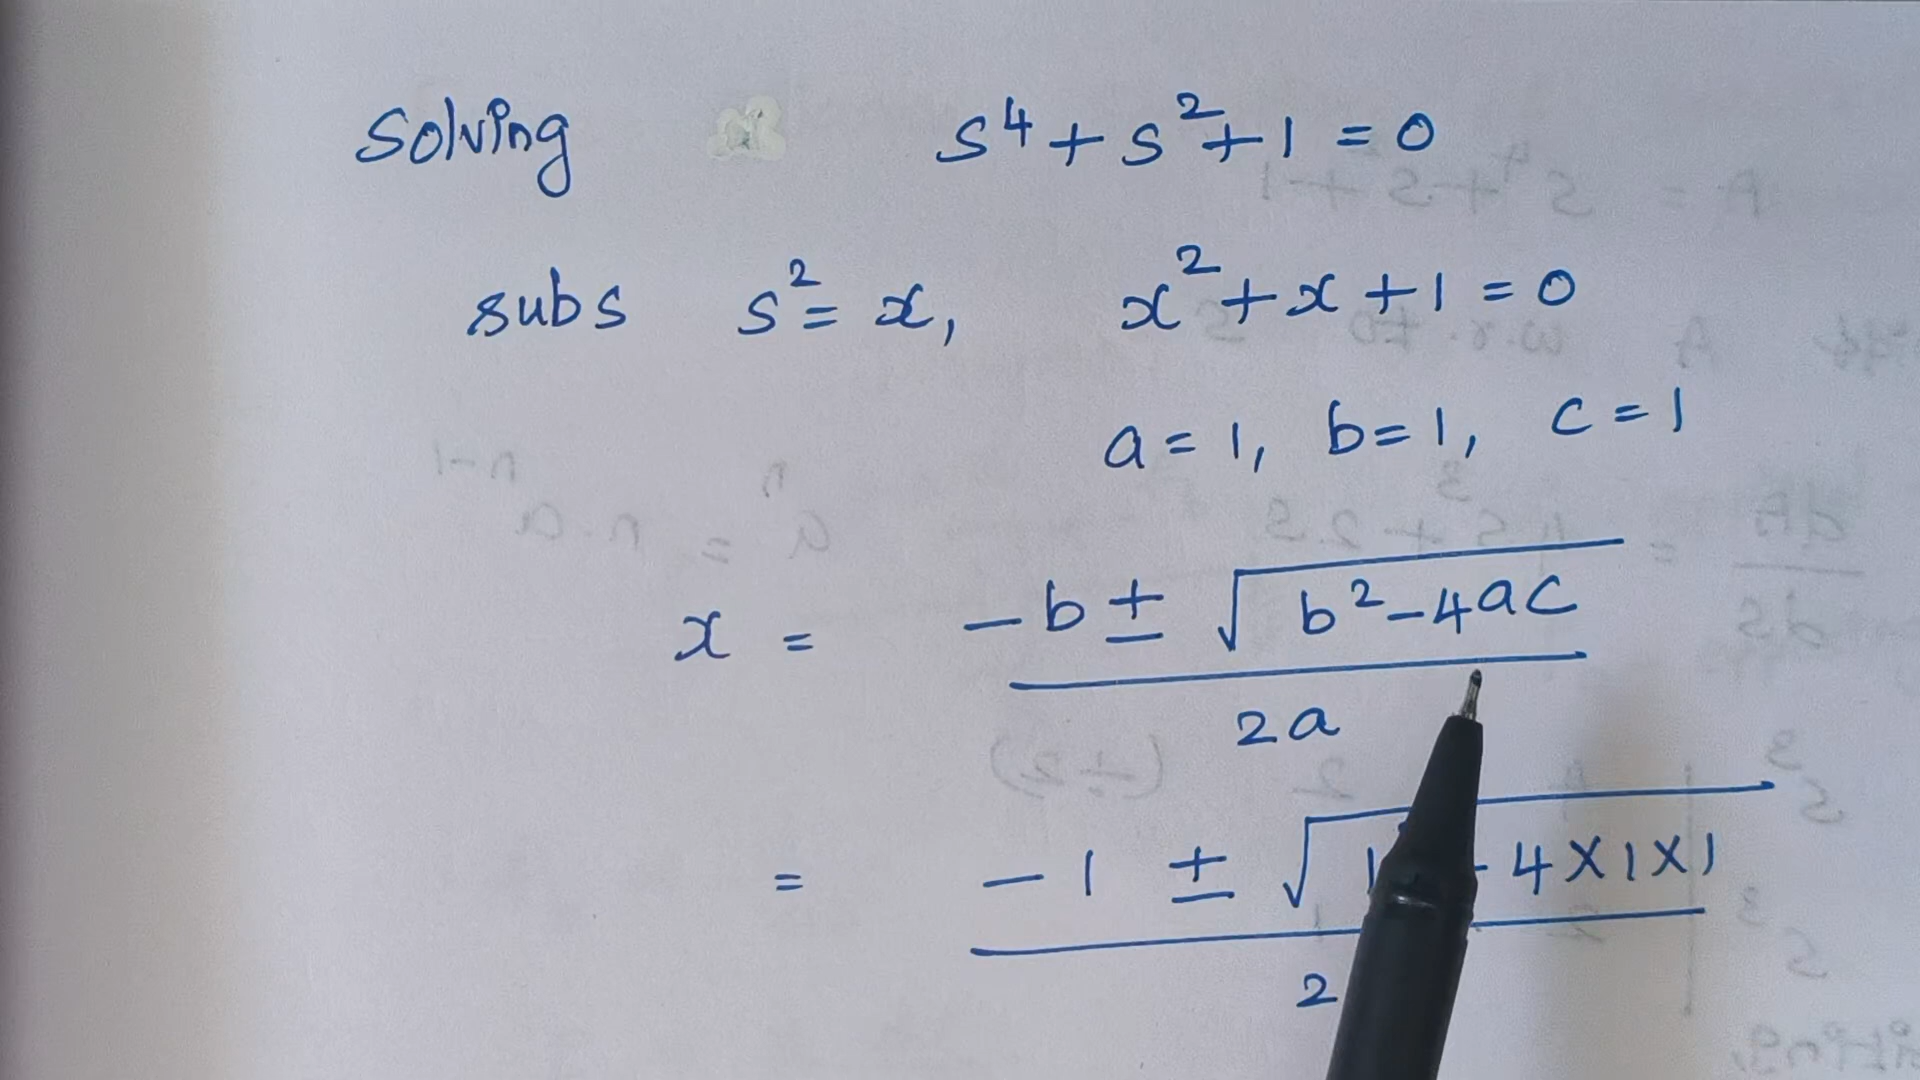 Solving s⁴ + s² + 1 = 0
subs s² = x, x² + x + 1 = 0
a = 1, b = 1, c = 1
x = -b ± √(b² - 4ac) / 2a
= -1 ± √(1 - 4 × 1 × 1) / 2